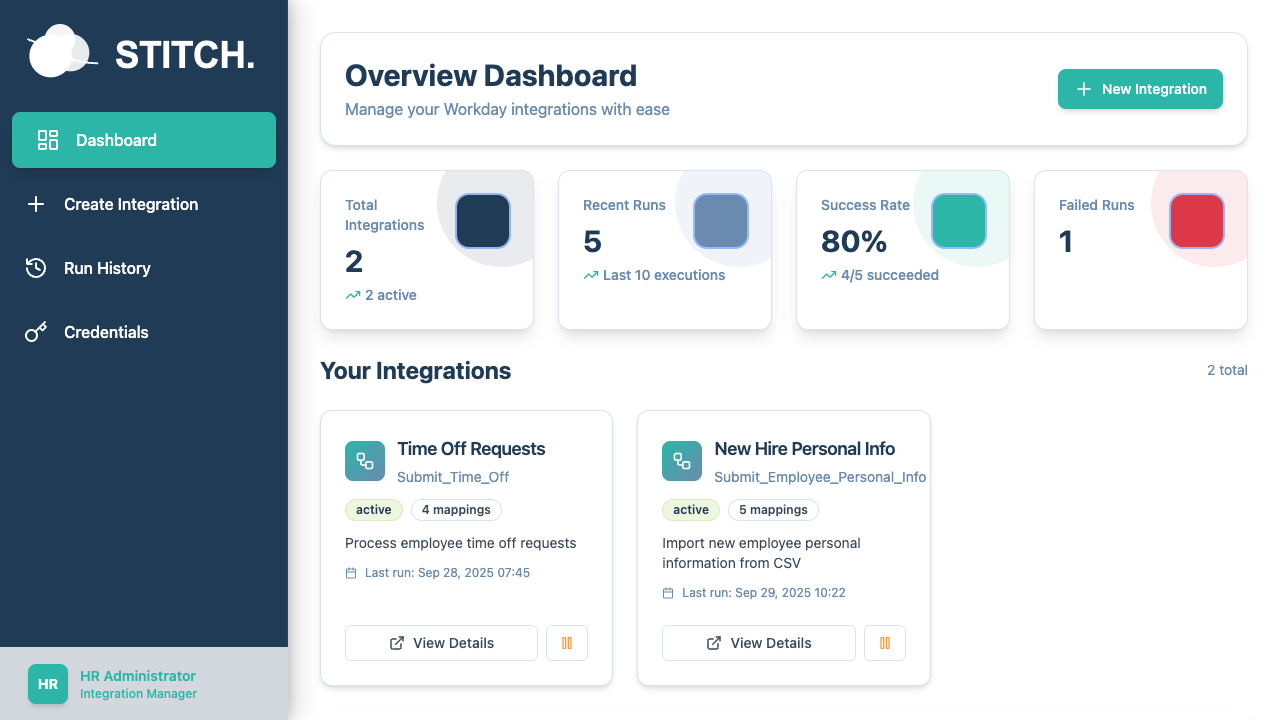 STITCH.
Dashboard
Create Integration
Run History
Credentials
HR
HR Administrator
Integration Manager
Overview Dashboard
Manage your Workday integrations with ease
New Integration
Total
Integrations
2
2 active
Recent Runs
5
Last 10 executions
Success Rate
80%
4/5 succeeded
Failed Runs
1
Your Integrations
2 total
Time Off Requests
Submit_Time_Off
active
4 mappings
Process employee time off requests
Last run: Sep 28, 2025 07:45
View Details
New Hire Personal Info
Submit_Employee_Personal_Info
active
5 mappings
Import new employee personal
information from CSV
Last run: Sep 29, 2025 10:22
View Details